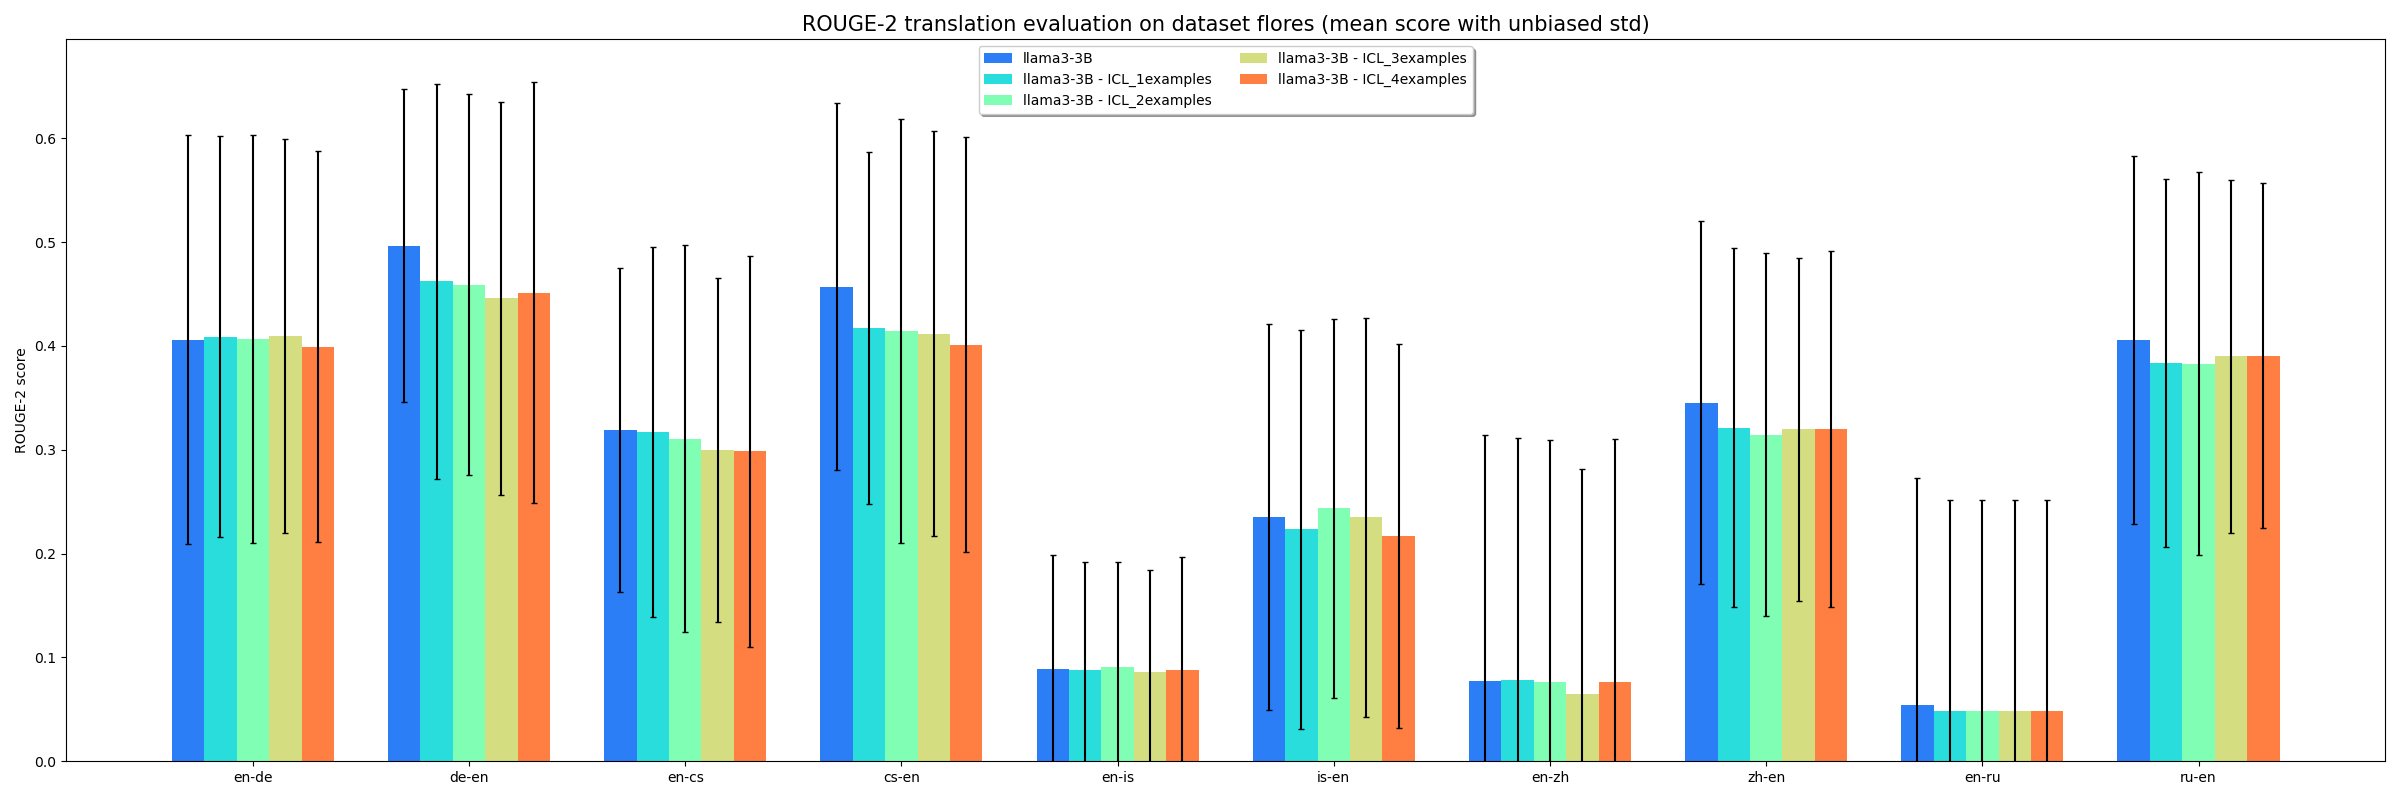 ROUGE-2 translation evaluation on dataset flores (mean score with unbiased std)
llama3-3B
llama3-3B - ICL_1examples
llama3-3B - ICL_2examples
llama3-3B - ICL_3examples
llama3-3B - ICL_4examples
ROUGE-2 score
0.6
0.5
0.4
0.3
0.2
0.1
0.0
en-de de-en en-cs cs-en en-is is-en en-zh zh-en en-ru ru-en